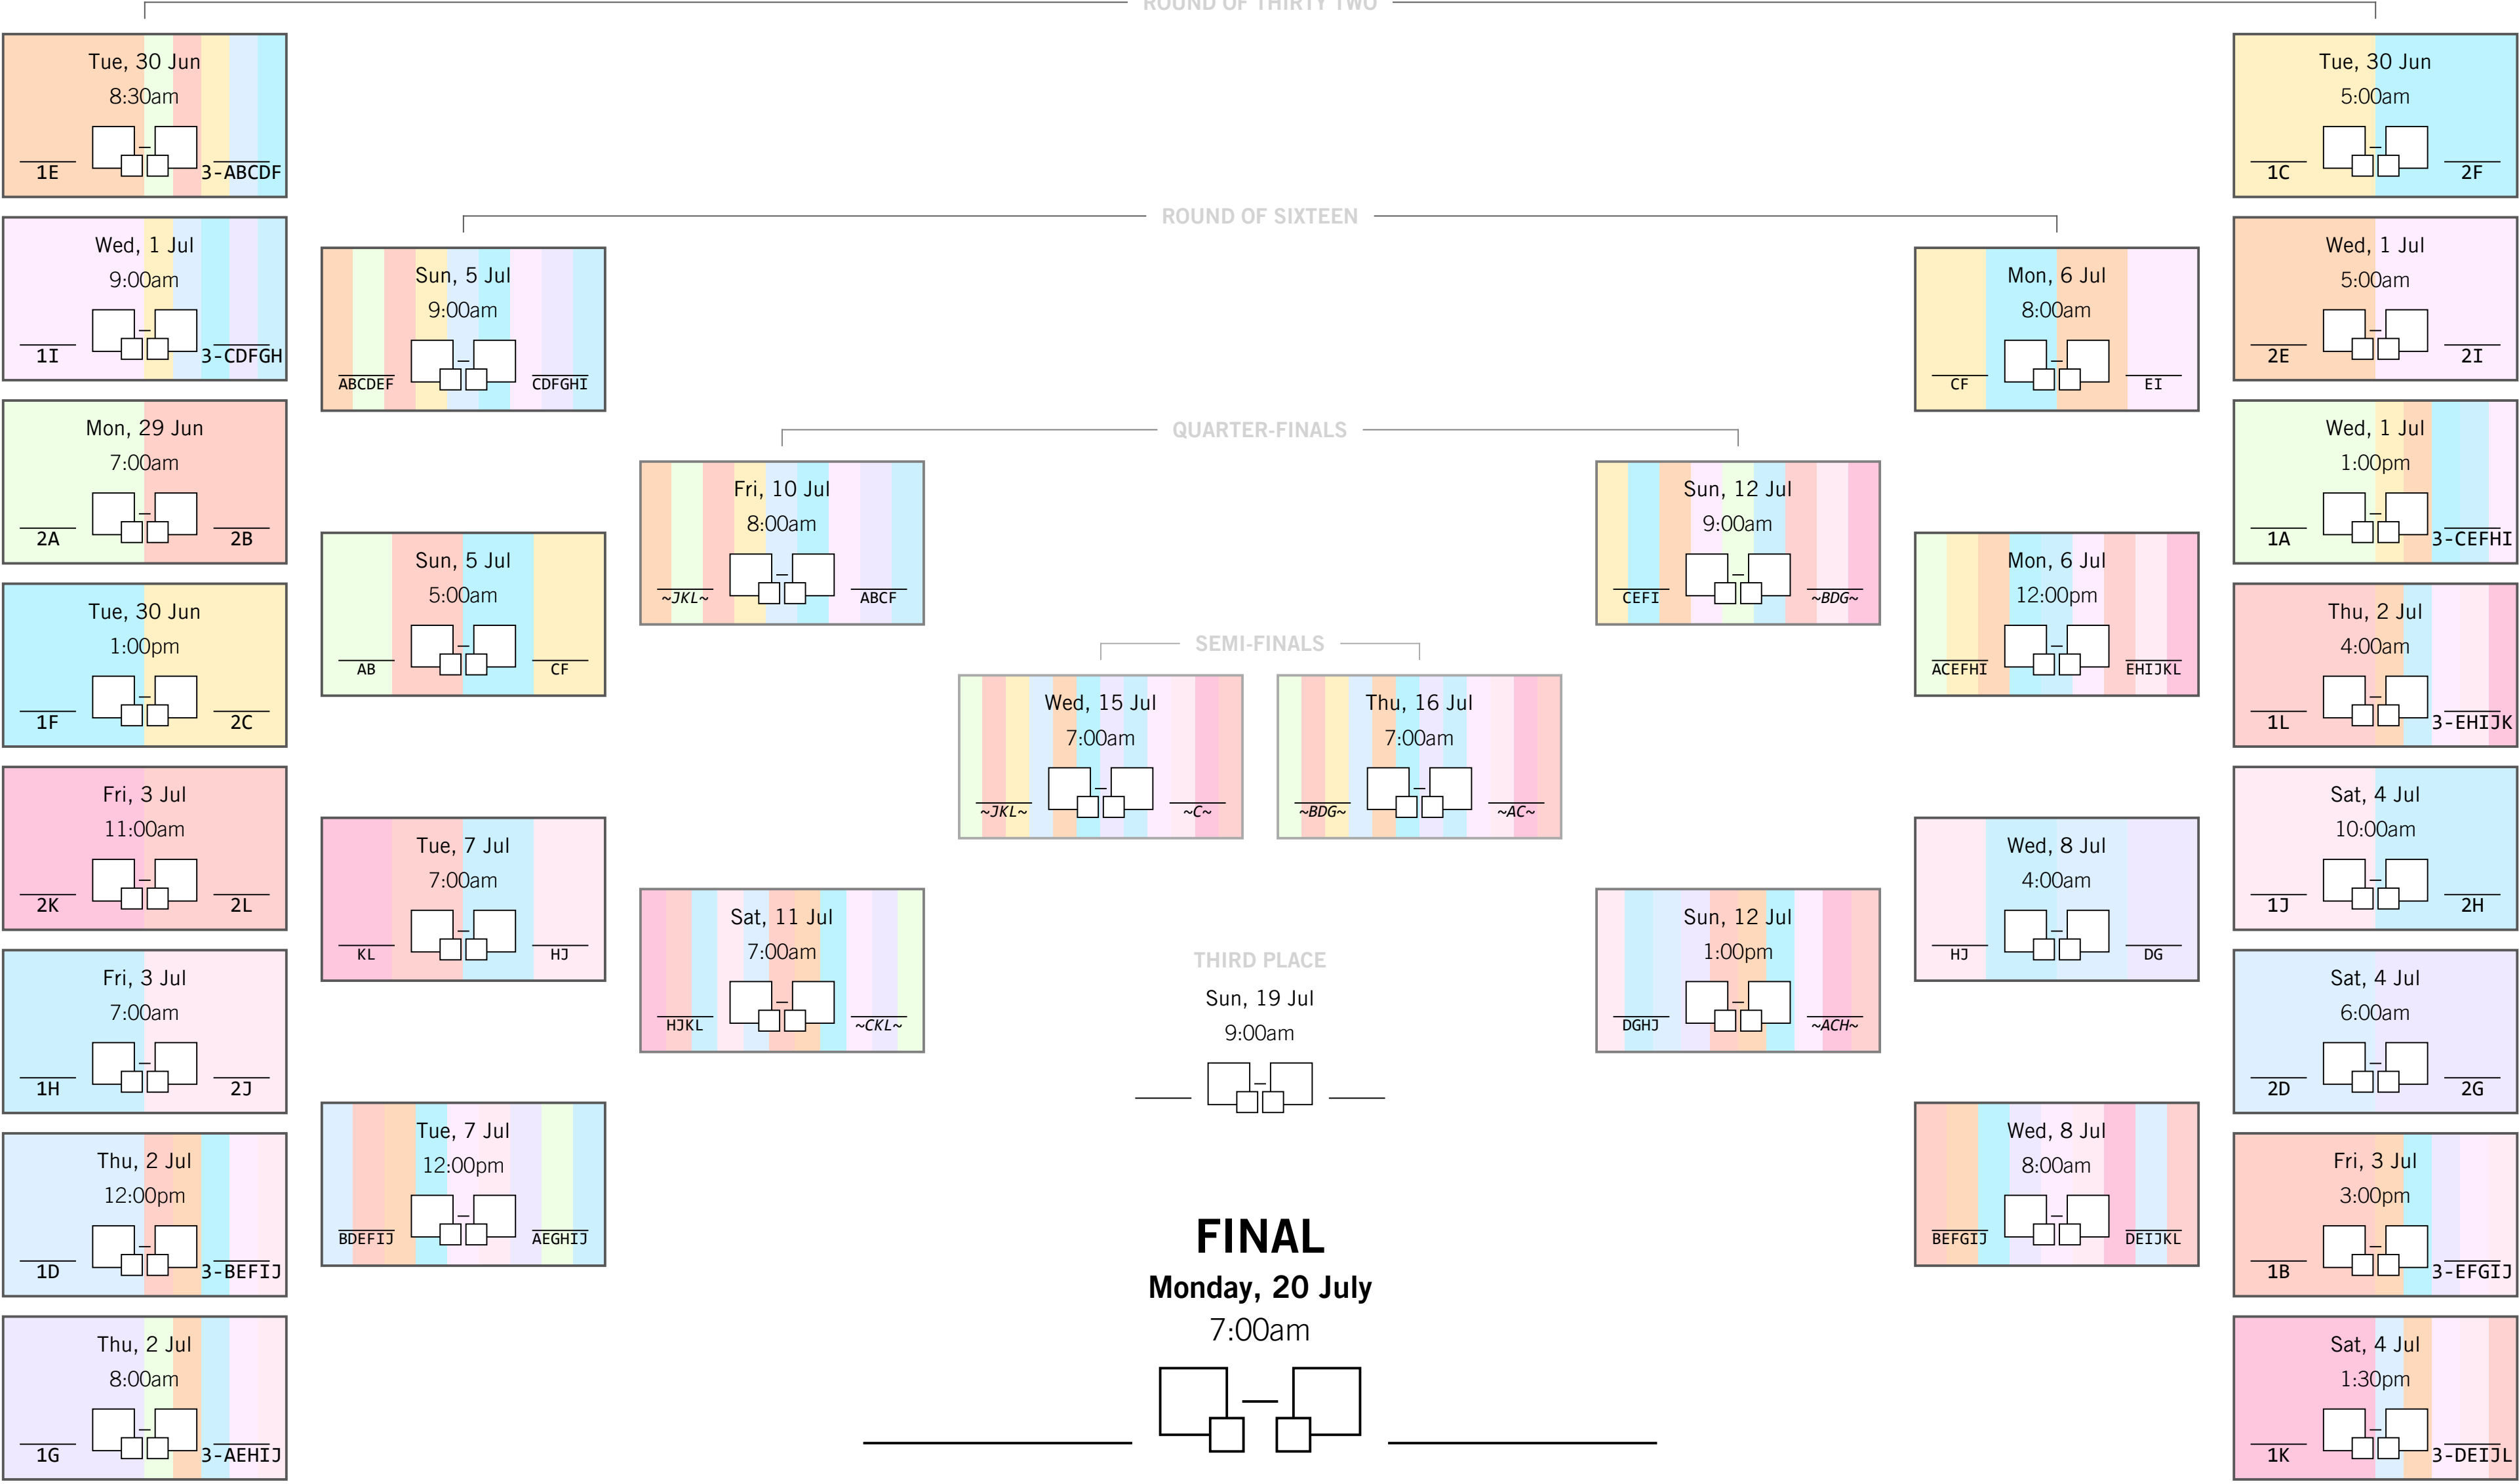 ROUND OF THIRTY TWO
Tue, 30 Jun
8:30am
1E
3-ABCDF
Wed, 1 Jul
9:00am
1I
3-CDFGH
Mon, 29 Jun
7:00am
2A
2B
Tue, 30 Jun
1:00pm
1F
2C
Fri, 3 Jul
11:00am
2K
2L
Fri, 3 Jul
7:00am
1H
2J
Thu, 2 Jul
12:00pm
1D
3-BEFIJ
Thu, 2 Jul
8:00am
1G
3-AEHIJ
ROUND OF SIXTEEN
Sun, 5 Jul
9:00am
ABCDEF
CDFGHI
Sun, 5 Jul
5:00am
AB
CF
Tue, 7 Jul
7:00am
KL
HJ
Tue, 7 Jul
12:00pm
BDEFIJ
AEGHIJ
QUARTER-FINALS
Fri, 10 Jul
8:00am
~JKL~
ABCF
Sat, 11 Jul
7:00am
HJKL
~CKL~
SEMI-FINALS
Wed, 15 Jul
7:00am
~JKL~
~C~
Thu, 16 Jul
7:00am
~BDG~
~AC~
THIRD PLACE
Sun, 19 Jul
9:00am
FINAL
Monday, 20 July
7:00am
Sun, 12 Jul
9:00am
CEFI
~BDG~
Sun, 12 Jul
1:00pm
DGHJ
~ACH~
Mon, 6 Jul
8:00am
CF
EI
Mon, 6 Jul
12:00pm
ACEFHI
EHIJKL
Wed, 8 Jul
4:00am
HJ
DG
Wed, 8 Jul
8:00am
BEFGIJ
DEIJKL
Tue, 30 Jun
5:00am
1C
2F
Wed, 1 Jul
5:00am
2E
2I
Wed, 1 Jul
1:00pm
1A
3-CEFHI
Thu, 2 Jul
4:00am
1L
3-EHIJK
Sat, 4 Jul
10:00am
1J
2H
Sat, 4 Jul
6:00am
2D
2G
Fri, 3 Jul
3:00pm
1B
3-EFGIJ
Sat, 4 Jul
1:30pm
1K
3-DEIJL